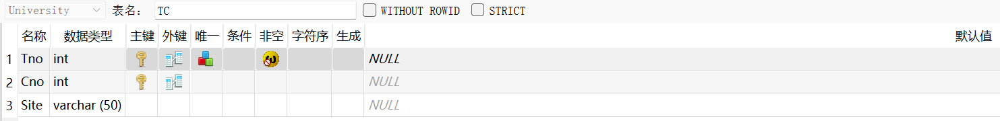 University 表名： TC WITHOUT ROWID STRICT
名称 数据类型 主键 外键 唯一 条件 非空 字符序 生成 默认值
1 Tno int NULL
2 Cno int NULL
3 Site varchar (50) NULL